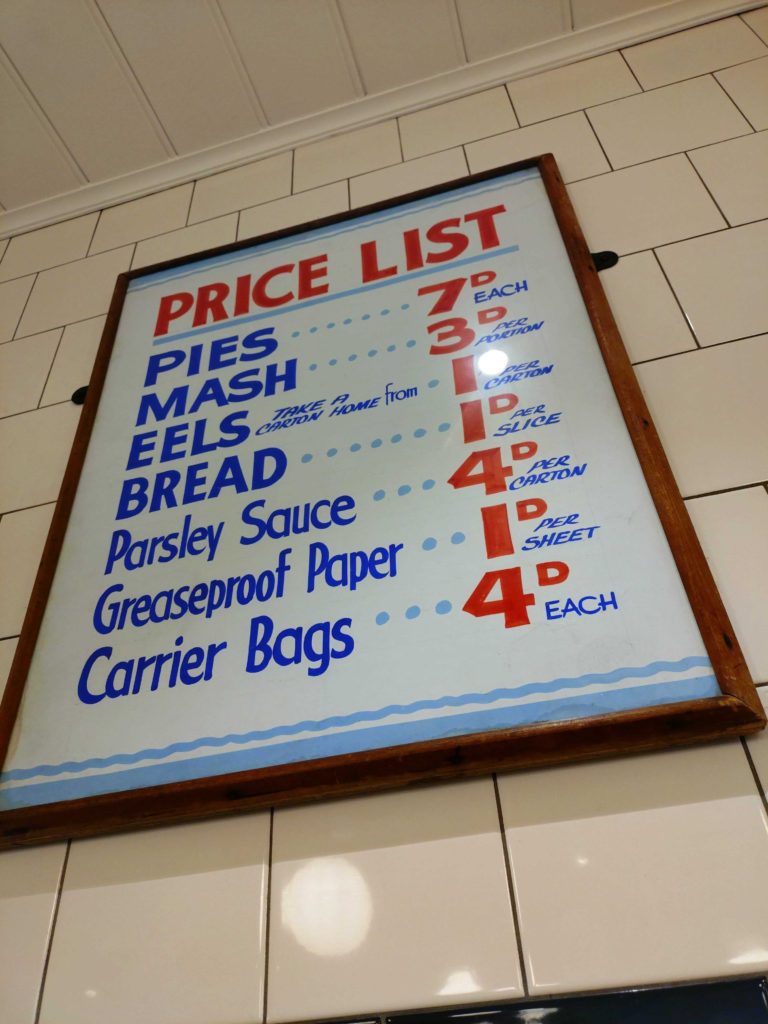 PRICE LIST
PIES ...... 7D EACH
MASH ...... 3D PER PORTION
EELS TAKE A CARTON HOME from . 1 PER CARTON
BREAD ........ 1D PER SLICE
Parsley Sauce ... 4D PER CARTON
Greaseproof Paper .. 1D PER SHEET
Carrier Bags ... 4D EACH